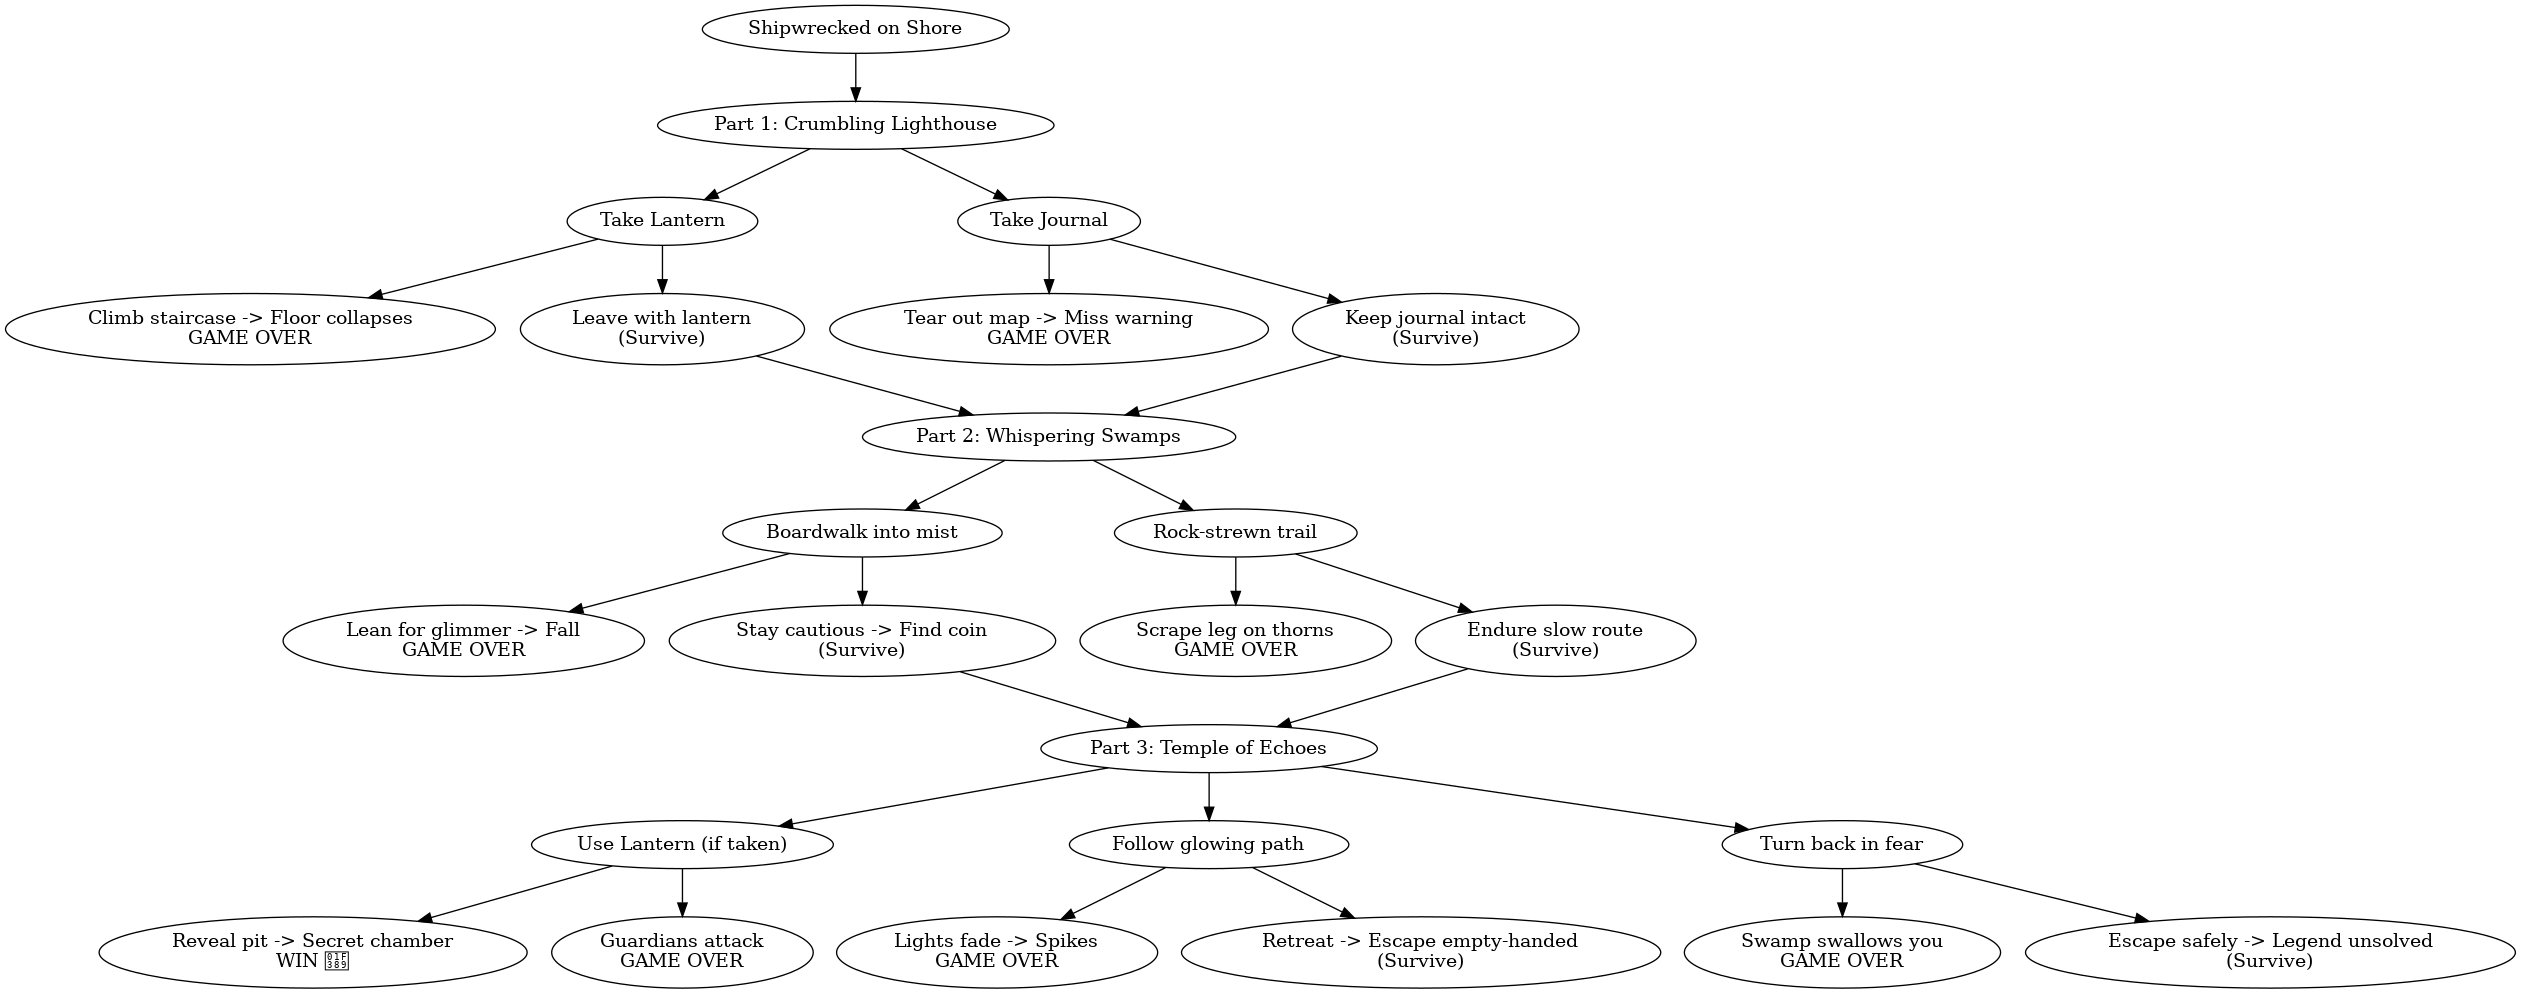 Shipwrecked on Shore
Part 1: Crumbling Lighthouse
Take Lantern
Take Journal
Climb staircase -> Floor collapses
GAME OVER
Leave with lantern
(Survive)
Tear out map -> Miss warning
GAME OVER
Keep journal intact
(Survive)
Part 2: Whispering Swamps
Boardwalk into mist
Rock-strewn trail
Lean for glimmer -> Fall
GAME OVER
Stay cautious -> Find coin
(Survive)
Scrape leg on thorns
GAME OVER
Endure slow route
(Survive)
Part 3: Temple of Echoes
Use Lantern (if taken)
Follow glowing path
Turn back in fear
Reveal pit -> Secret chamber
WIN 01F389
Guardians attack
GAME OVER
Lights fade -> Spikes
GAME OVER
Retreat -> Escape empty-handed
(Survive)
Swamp swallows you
GAME OVER
Escape safely -> Legend unsolved
(Survive)